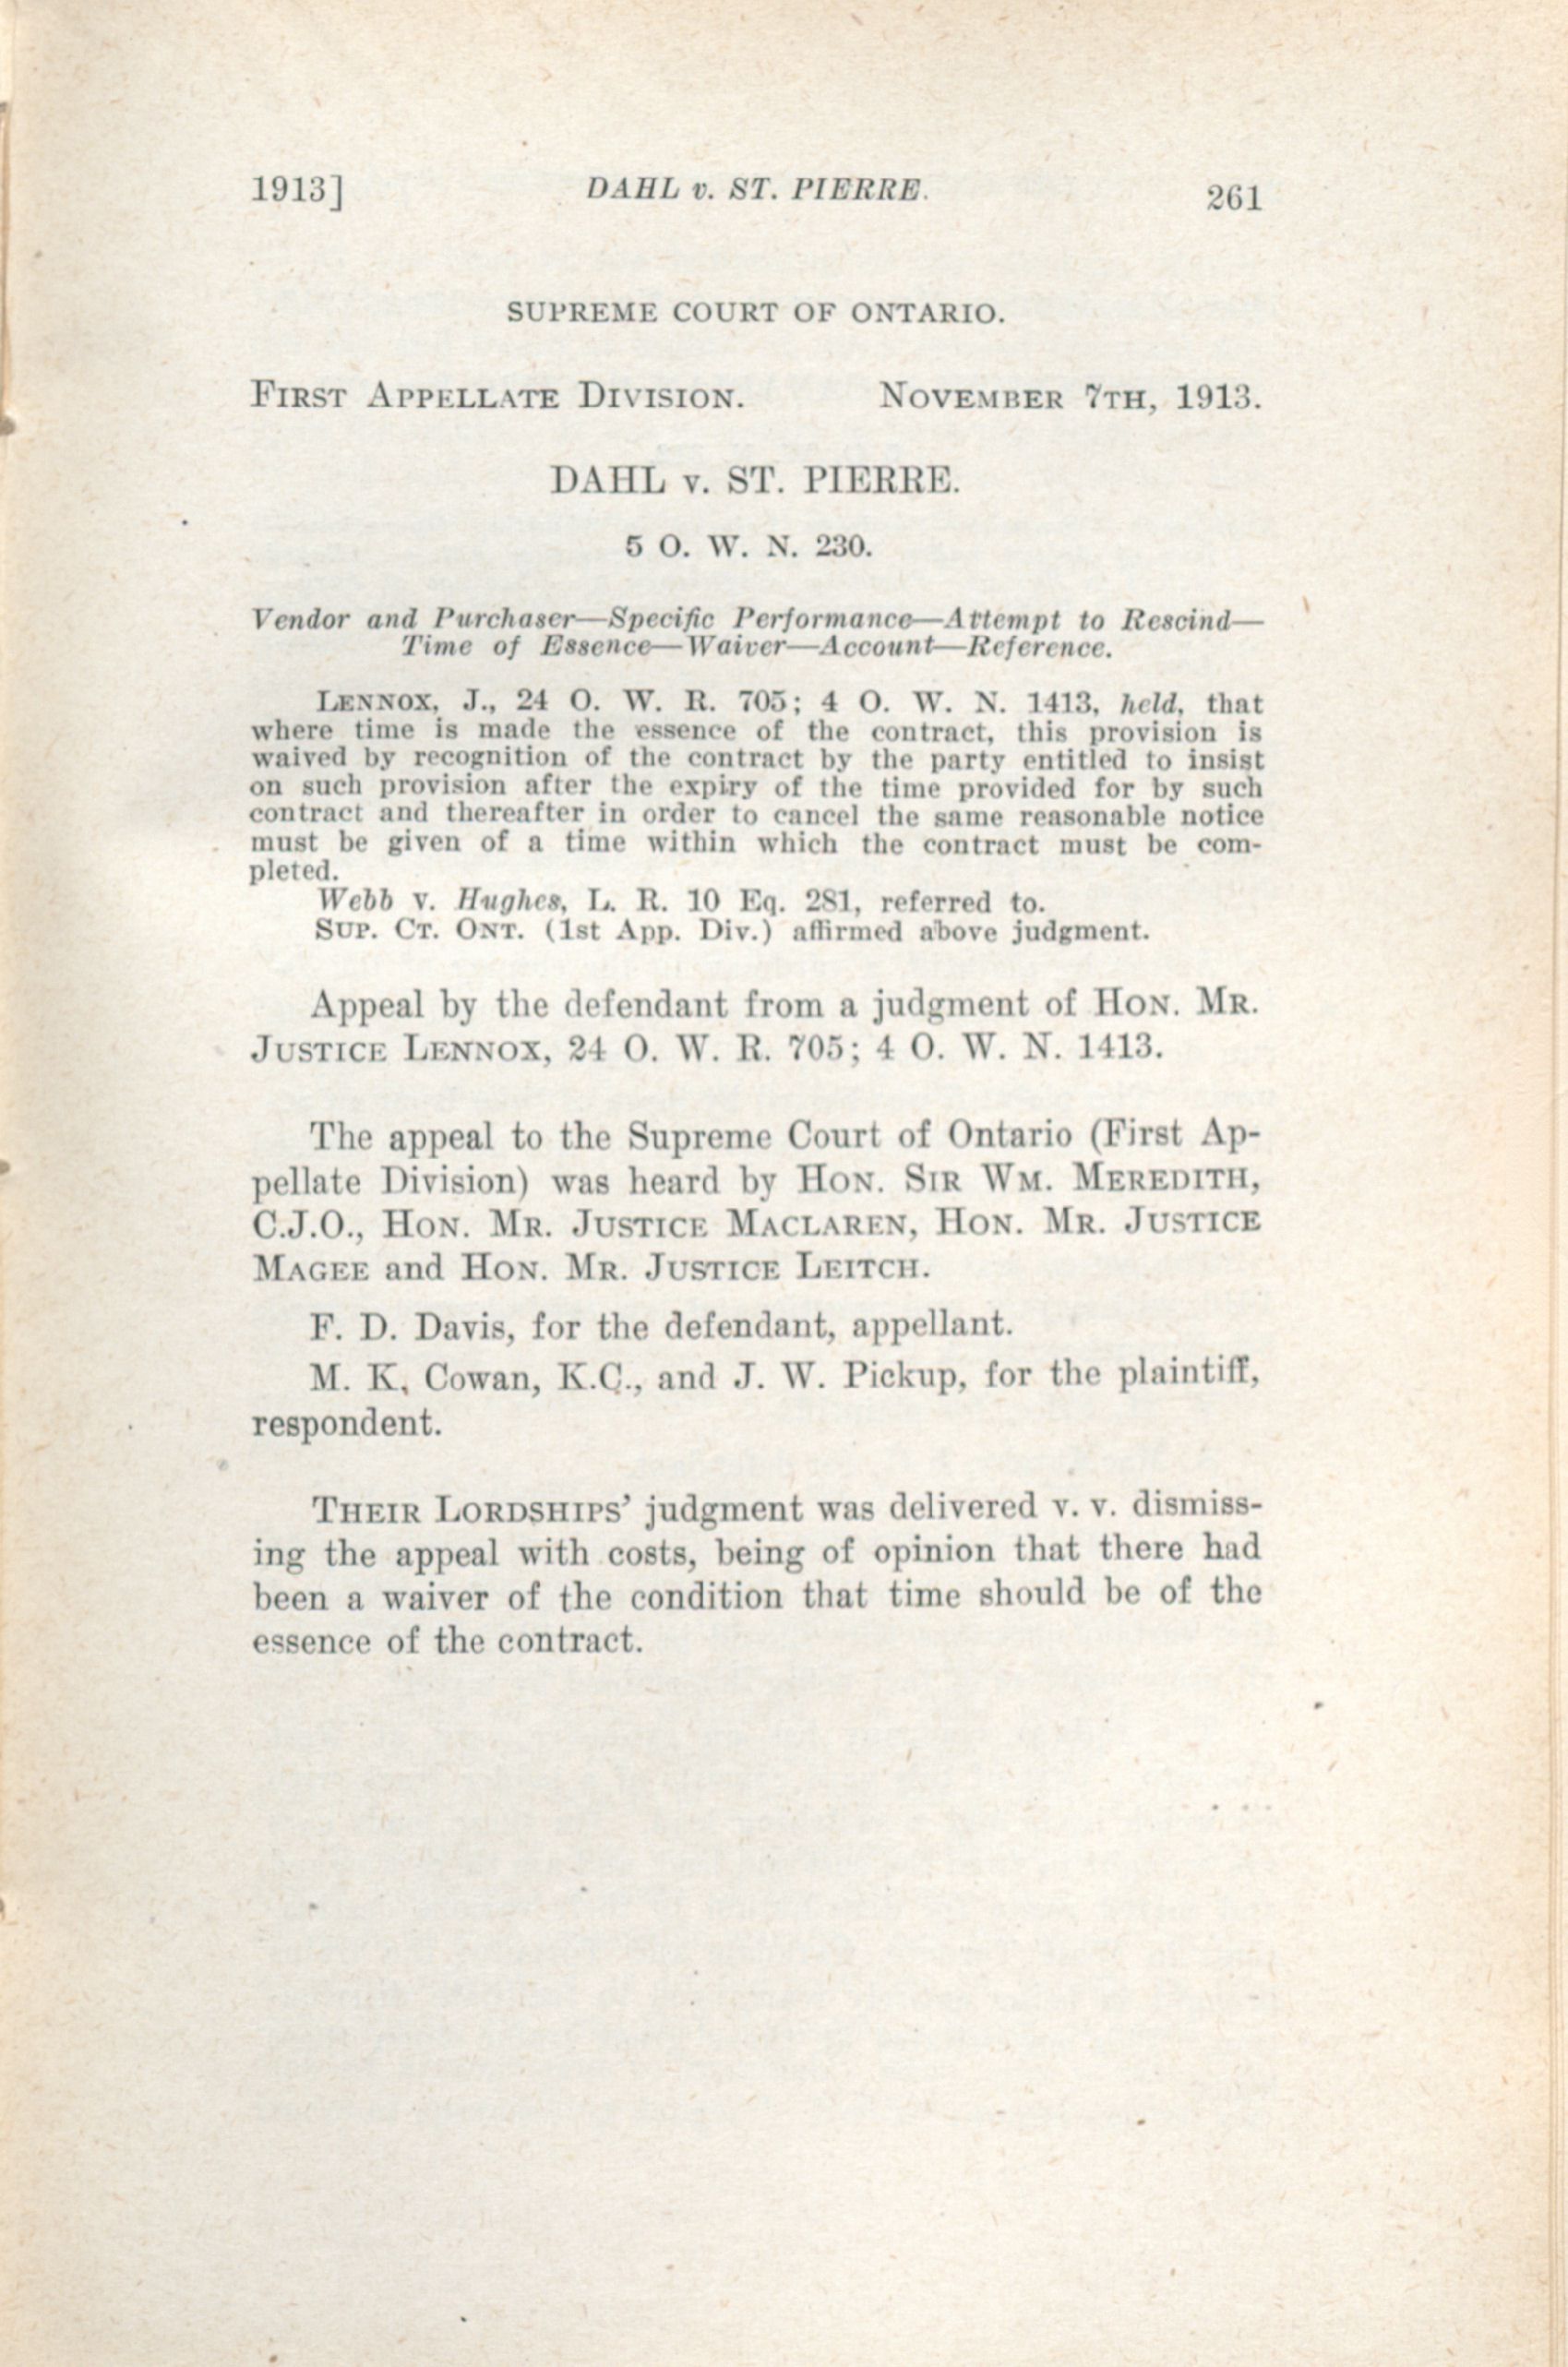 1913] DAHL v. ST. PIERRE. 261
SUPREME COURT OF ONTARIO.
FIRST APPELLATE DIVISION. NOVEMBER 7TH, 1913.
DAHL v. ST. PIERRE.
5 O. W. N. 230.
Vendor and Purchaser—Specific Performance—Attempt to Rescind—
Time of Essence—Waiver—Account—Reference.
LENNOX, J., 24 O. W. R. 705; 4 O. W. N. 1413, held, that
where time is made the essence of the contract, this provision is
waived by recognition of the contract by the party entitled to insist
on such provision after the expiry of the time provided for by such
contract and thereafter in order to cancel the same reasonable notice
must be given of a time within which the contract must be com-
pleted.
Webb v. Hughes, L. R. 10 Eq. 281, referred to.
SUP. CT. ONT. (1st App. Div.) affirmed above judgment.
Appeal by the defendant from a judgment of HON. MR.
JUSTICE LENNOX, 24 O. W. R. 705; 4 O. W. N. 1413.
The appeal to the Supreme Court of Ontario (First Ap-
pellate Division) was heard by HON. SIR WM. MEREDITH,
C.J.O., HON. MR. JUSTICE MACLAREN, HON. MR. JUSTICE
MAGEE and HON. MR. JUSTICE LEITCH.
F. D. Davis, for the defendant, appellant.
M. K. Cowan, K.C., and J. W. Pickup, for the plaintiff,
respondent.
THEIR LORDSHIPS' judgment was delivered v. v. dismiss-
ing the appeal with costs, being of opinion that there had
been a waiver of the condition that time should be of the
essence of the contract.